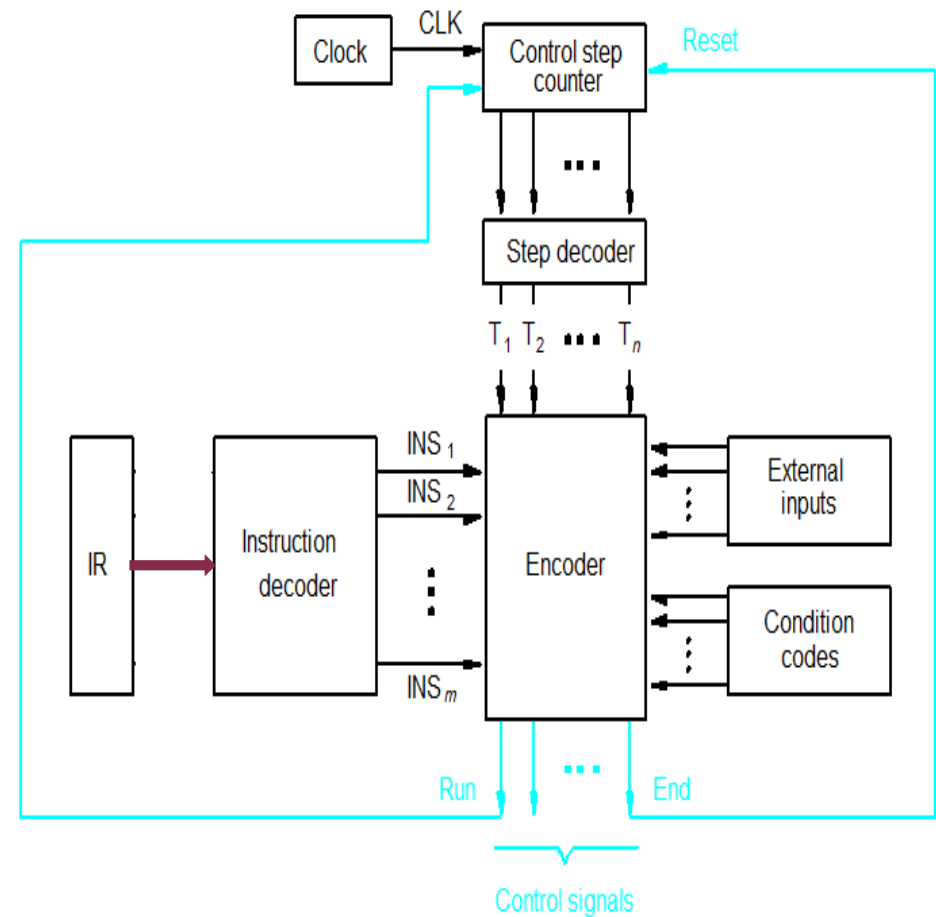 CLK
Clock
Control step
counter
Reset
Step decoder
T1 T2 Tn
INS1
INS2
INSm
IR
Instruction
decoder
Encoder
External
inputs
Condition
codes
Run
End
Control signals